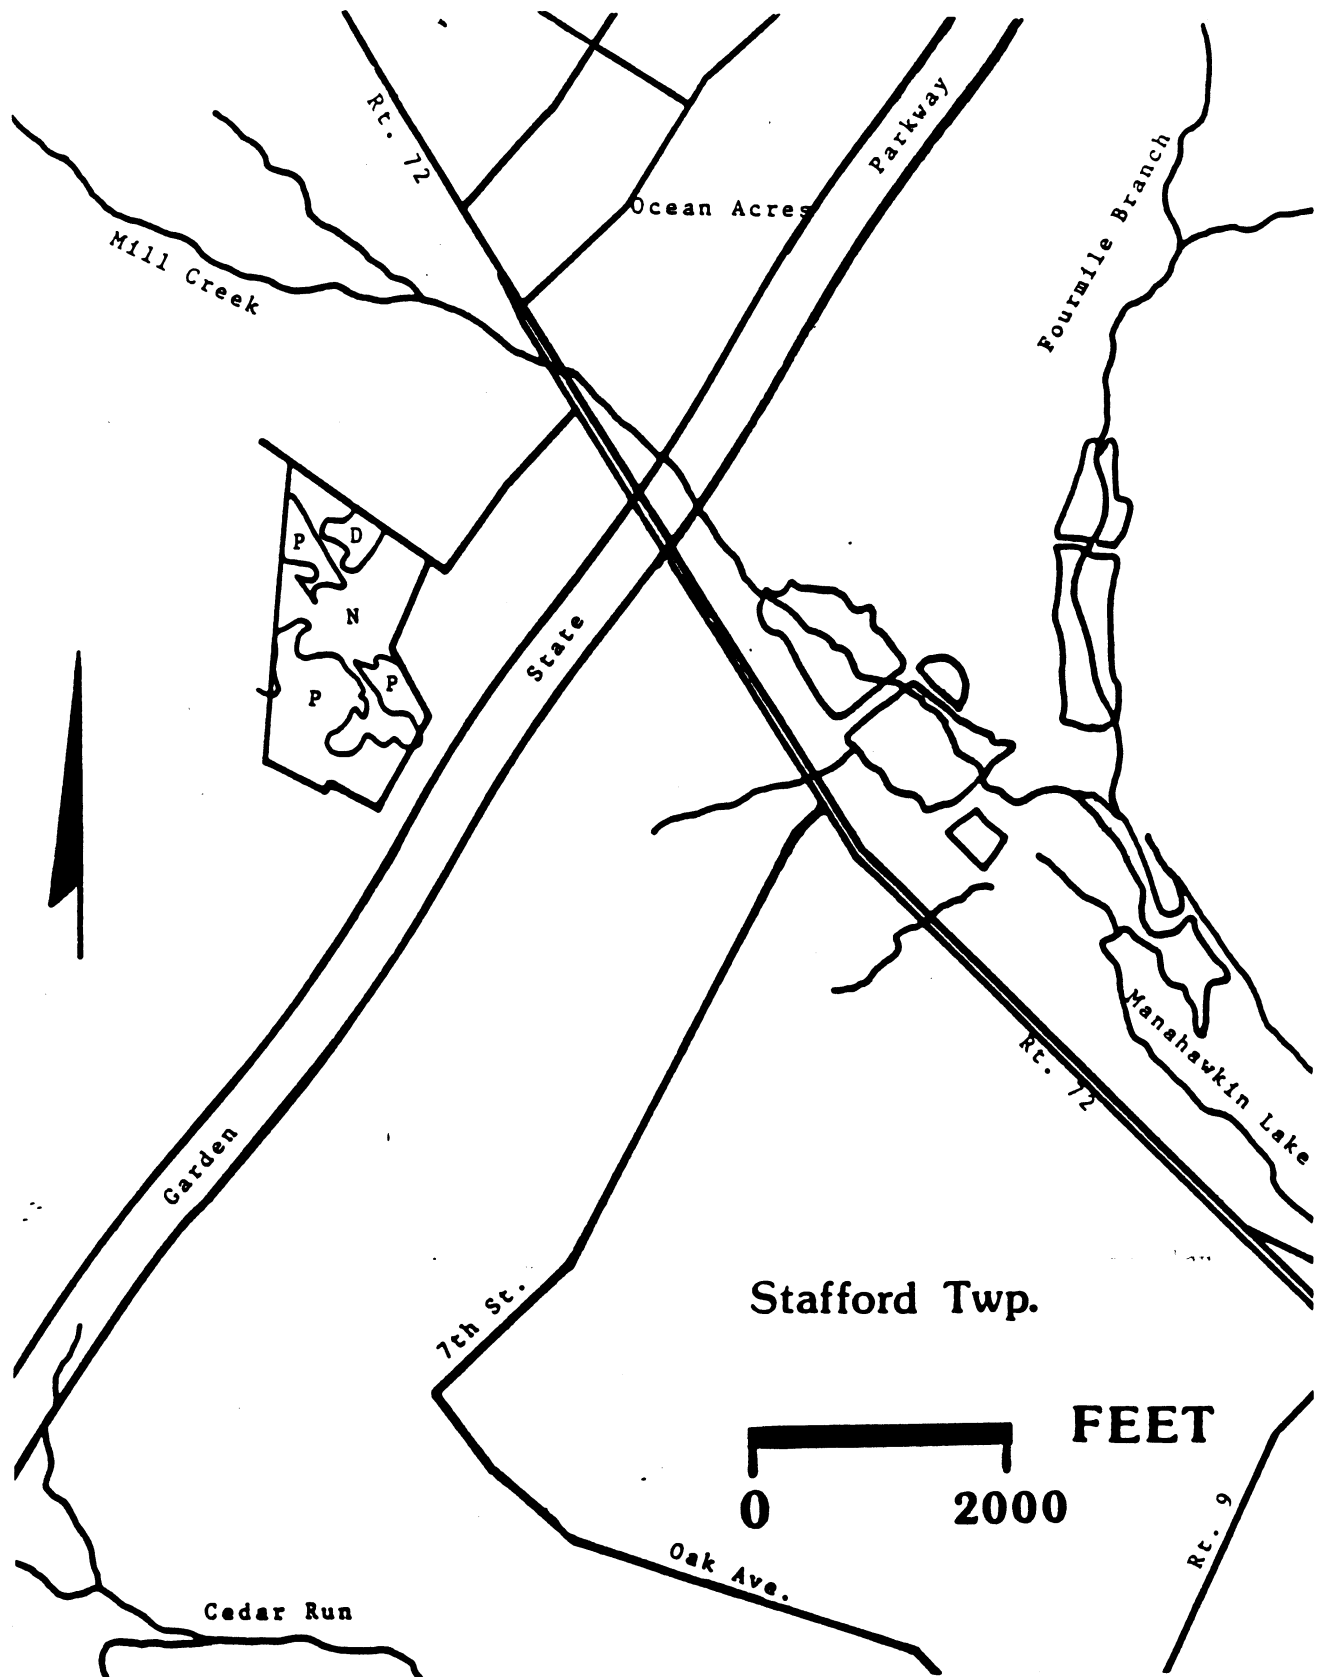 Rt. 72
Parkway
Fourmile Branch
Ocean Acres
Mill Creek
P
D
N
P
P
State
Manahawkin Lake
Rt. 72
Garden
Stafford Twp.
7th St.
FEET
0 2000
Rt. 9
Oak Ave.
Cedar Run